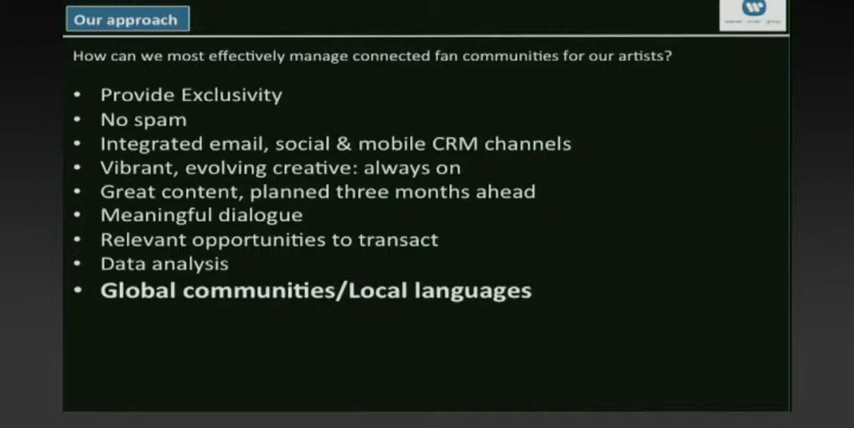 Our approach
How can we most effectively manage connected fan communities for our artists?
• Provide Exclusivity
• No spam
• Integrated email, social & mobile CRM channels
• Vibrant, evolving creative: always on
• Great content, planned three months ahead
• Meaningful dialogue
• Relevant opportunities to transact
• Data analysis
• Global communities/Local languages